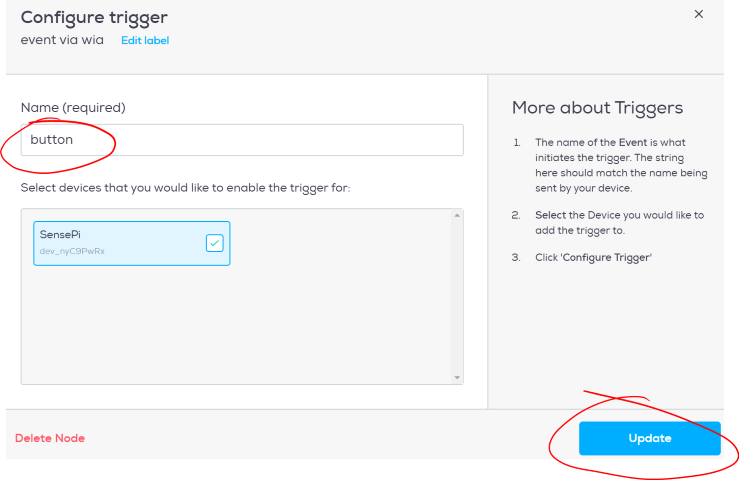 Configure trigger
event via wia Edit label
Name (required)
button
Select devices that you would like to enable the trigger for:
SensePi
dev_nyC9PwRx
More about Triggers
1. The name of the Event is what
initiates the trigger. The string
here should match the name being
sent by your device.
2. Select the Device you would like to
add the trigger to.
3. Click 'Configure Trigger'
Delete Node
Update